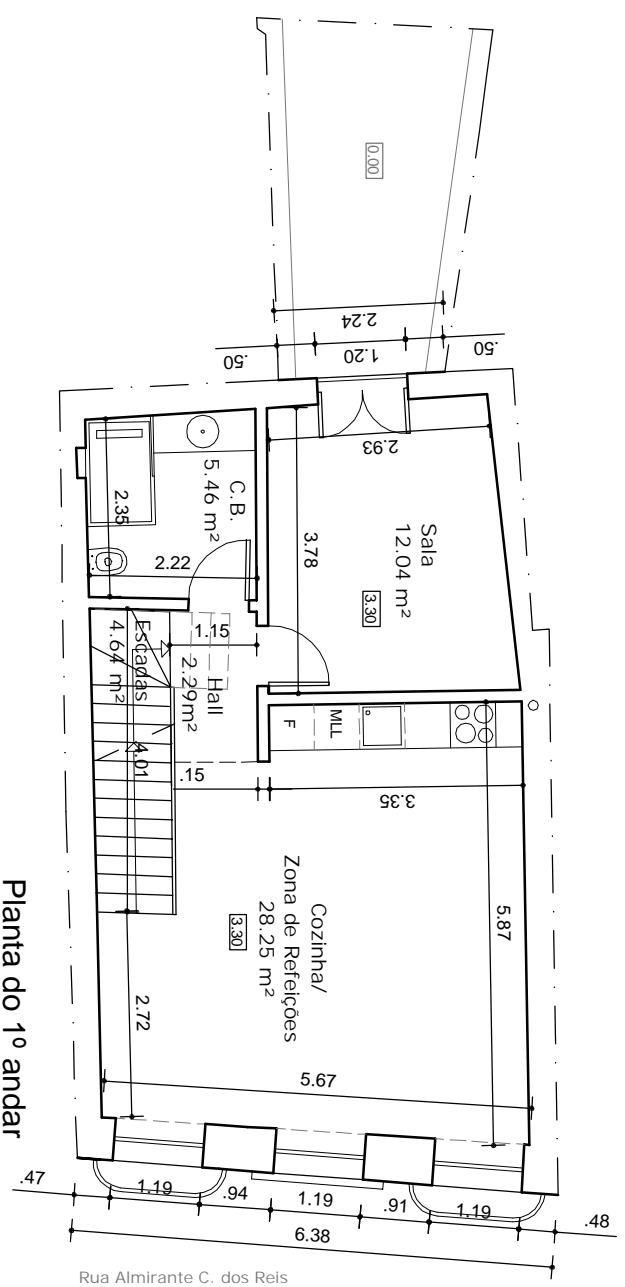 0.00
2.24
.50
1.20
.50
2.93
Sala
12.04 m²
3.30
3.78
C.B.
5.46 m²
2.35
2.22
1.15
Hall
2.29m²
Escadas
4.64 m²
4.01
F
MLL
.15
3.35
5.87
Cozinha/
Zona de Refeições
28.25 m²
3.30
2.72
5.67
.47
1.19
.94
1.19
.91
1.19
.48
6.38
Planta do 1º andar
Rua Almirante C. dos Reis